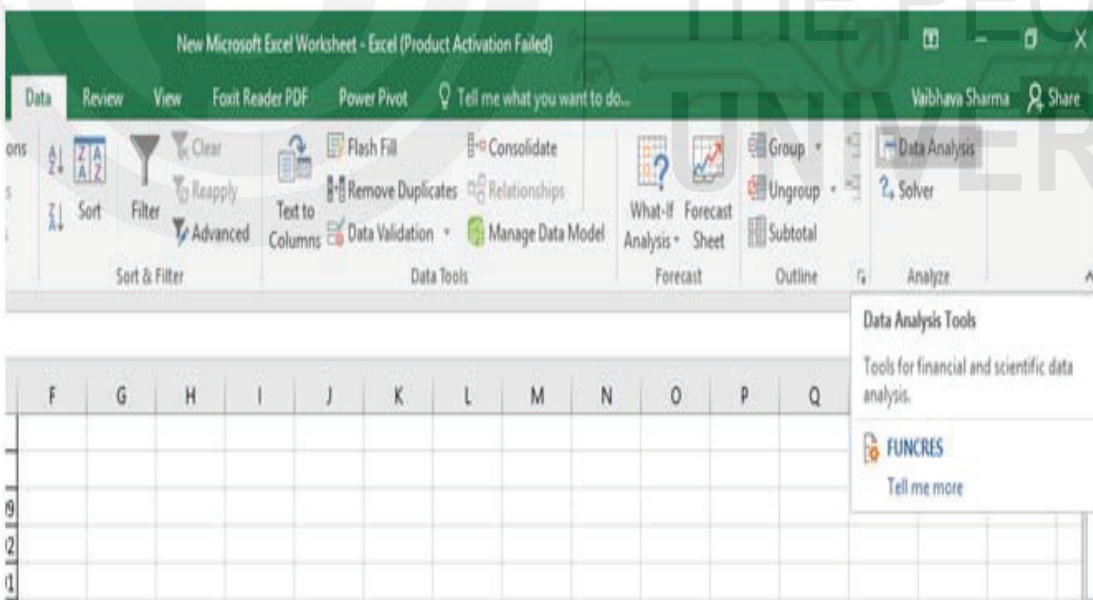 THE PEO
UNIVER
New Microsoft Excel Worksheet - Excel (Product Activation Failed)
Data Review View Foxit Reader PDF Power Pivot Tell me what you want to do... Vaibhava Sharma Share
ons Sort Filter Clear Reapply Advanced
Text to Columns Flash Fill Remove Duplicates Data Validation Consolidate Relationships Manage Data Model
What-If Analysis Forecast Sheet
Group Ungroup Subtotal
Data Analysis Solver
Sort & Filter Data Tools Forecast Outline Analyze
Data Analysis Tools
Tools for financial and scientific data
analysis.
FUNCRES
Tell me more
F G H I J K L M N O P Q